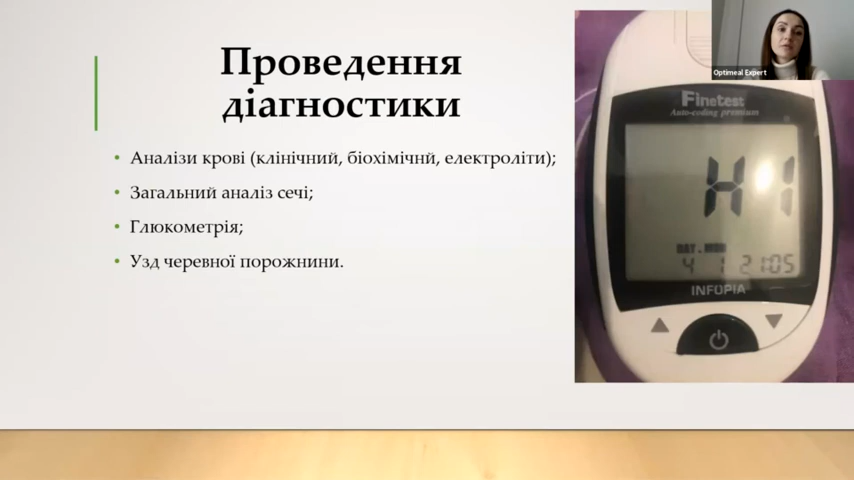 Проведення
діагностики
• Аналізи крові (клінічний, біохімічнй, електроліти);
• Загальний аналіз сечі;
• Глюкометрія;
• Узд черевної порожнини.
Optimeal Expert
Finetest
Auto-coding premium
HI
DAY. MON
4 1 21:05
INFOPIA